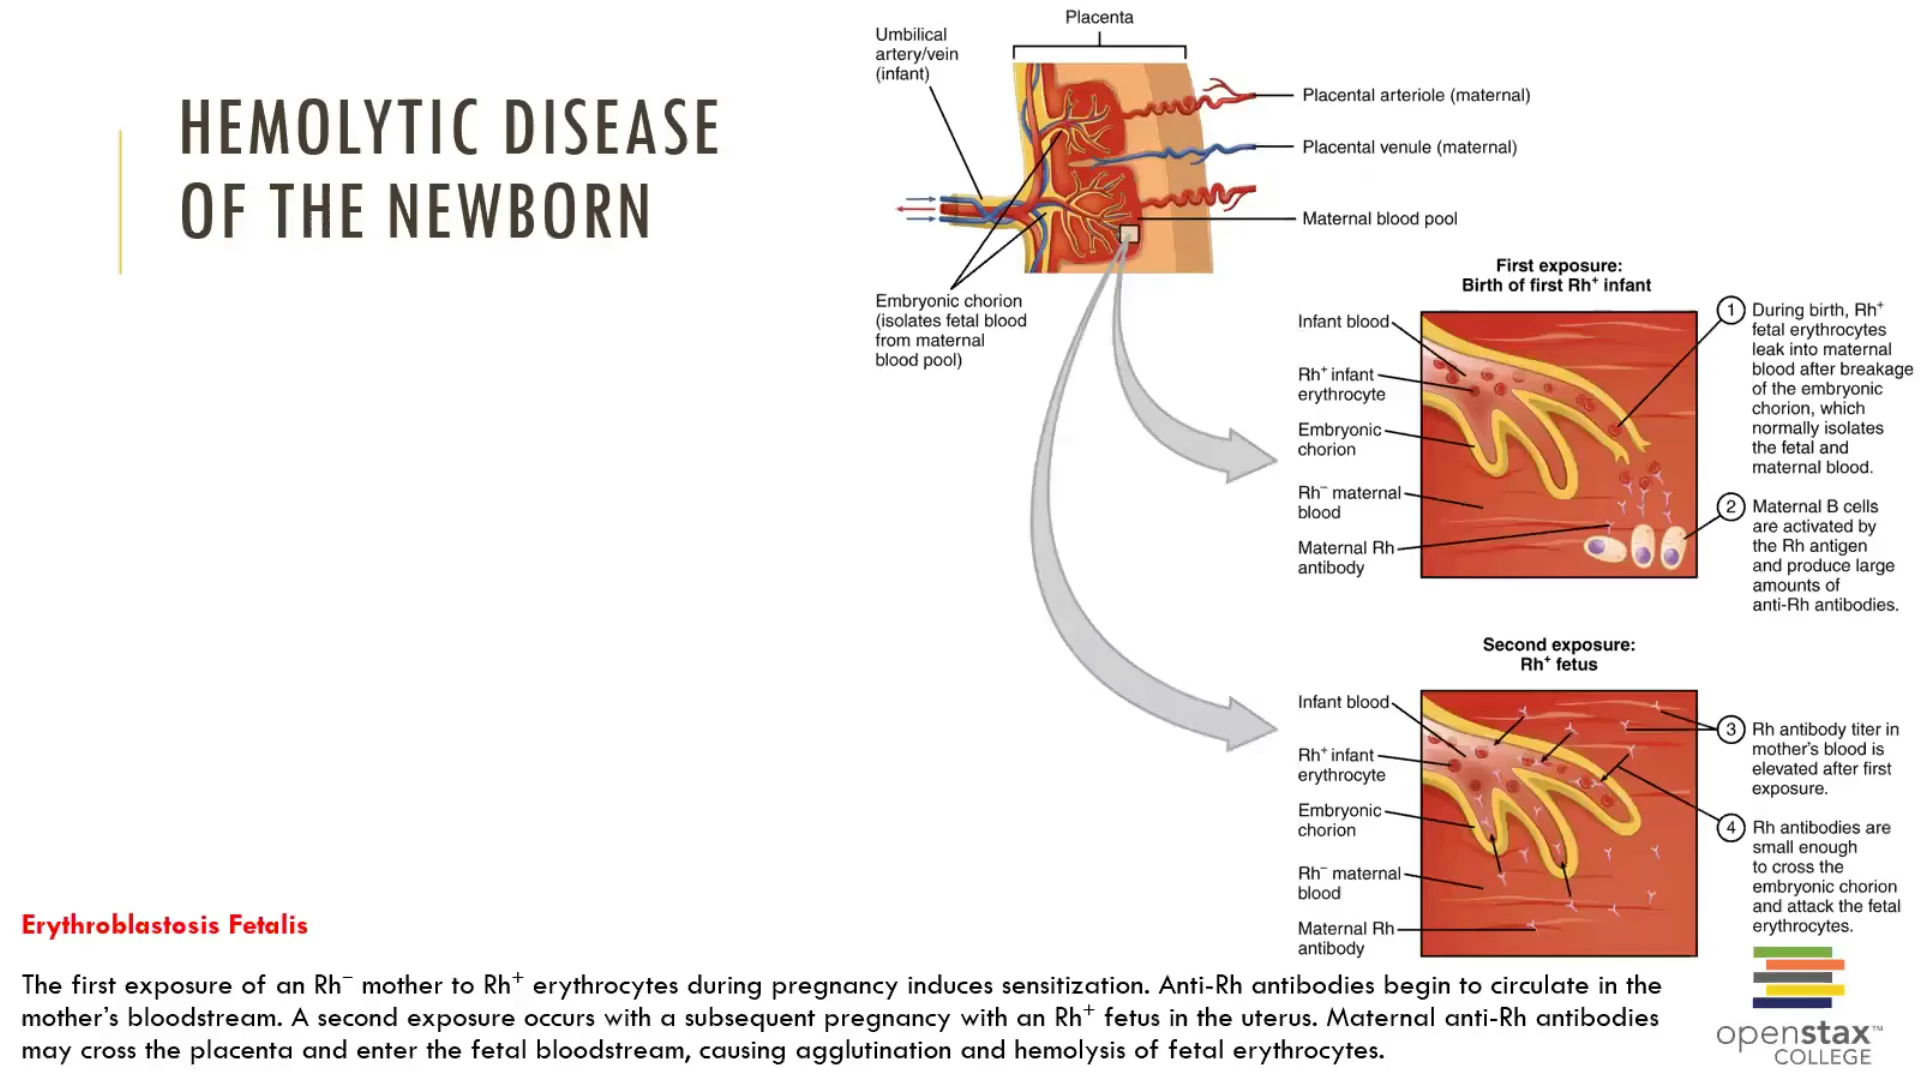 HEMOLYTIC DISEASE
OF THE NEWBORN
Placenta
Umbilical
artery/vein
(infant)
Placental arteriole (maternal)
Placental venule (maternal)
Maternal blood pool
Embryonic chorion
(isolates fetal blood
from maternal
blood pool)
First exposure:
Birth of first Rh⁺ infant
Infant blood
Rh⁺ infant
erythrocyte
Embryonic
chorion
Rh⁻ maternal
blood
Maternal Rh
antibody
1 During birth, Rh⁺
fetal erythrocytes
leak into maternal
blood after breakage
of the embryonic
chorion, which
normally isolates
the fetal and
maternal blood.
2 Maternal B cells
are activated by
the Rh antigen
and produce large
amounts of
anti-Rh antibodies.
Second exposure:
Rh⁺ fetus
Infant blood
Rh⁺ infant
erythrocyte
Embryonic
chorion
Rh⁻ maternal
blood
Maternal Rh
antibody
3 Rh antibody titer in
mother's blood is
elevated after first
exposure.
4 Rh antibodies are
small enough
to cross the
embryonic chorion
and attack the fetal
erythrocytes.
Erythroblastosis Fetalis
The first exposure of an Rh⁻ mother to Rh⁺ erythrocytes during pregnancy induces sensitization. Anti-Rh antibodies begin to circulate in the
mother's bloodstream. A second exposure occurs with a subsequent pregnancy with an Rh⁺ fetus in the uterus. Maternal anti-Rh antibodies
may cross the placenta and enter the fetal bloodstream, causing agglutination and hemolysis of fetal erythrocytes.
openstax™
COLLEGE